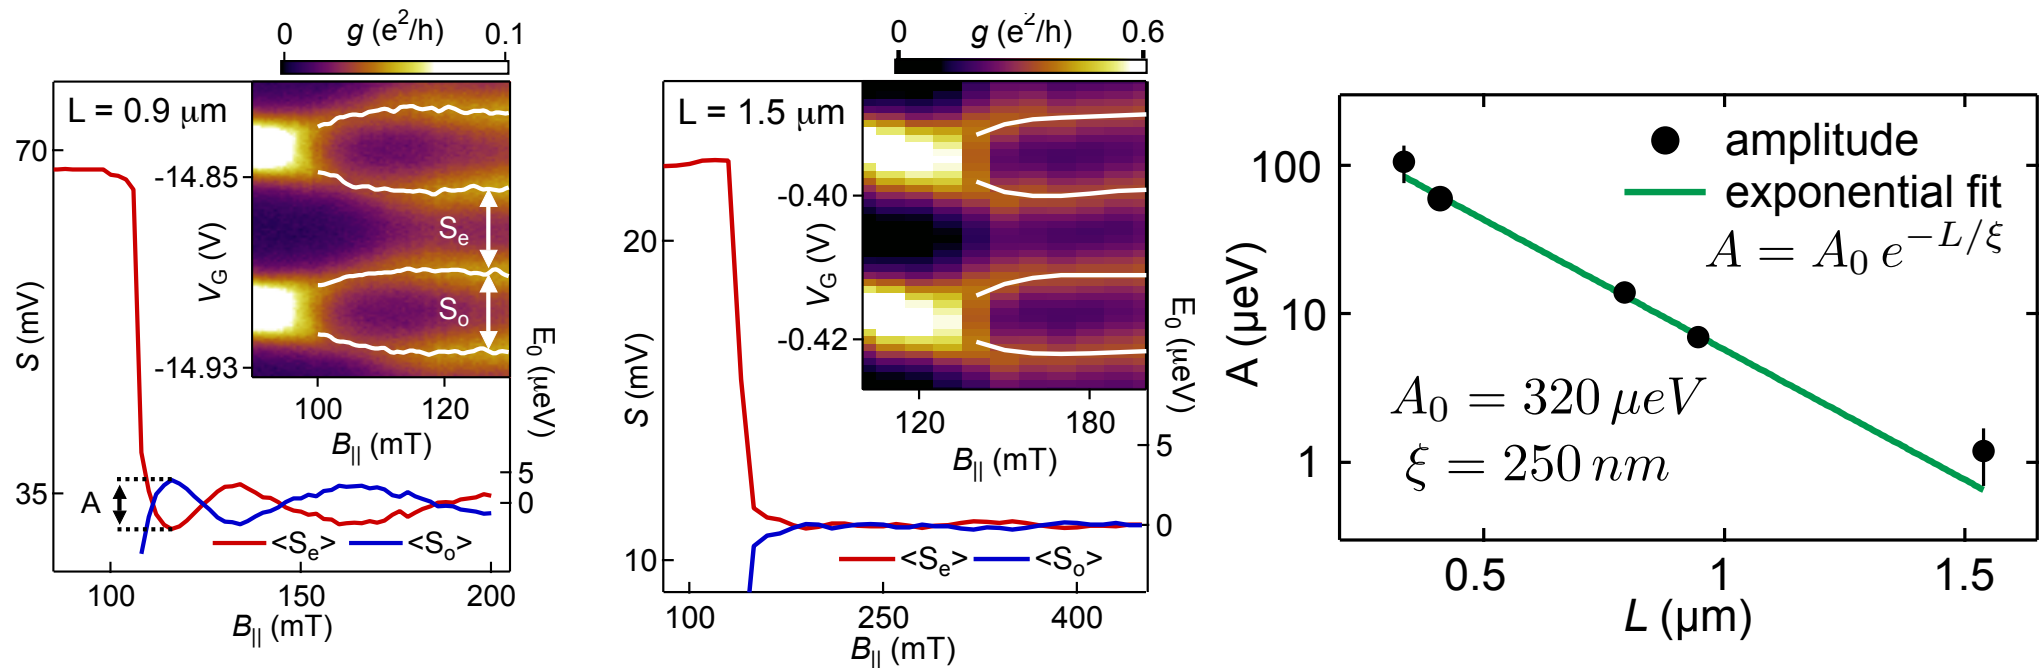 0 g (e²/h) 0.1
L = 0.9 μm
70
35
S (mV)
-14.85
-14.93
V_G (V)
S_e
S_o
100 120
B_|| (mT)
E_0 (μeV)
5
0
A
<S_e> <S_o>
100 150 200
B_|| (mT)
0 g (e²/h) 0.6
L = 1.5 μm
20
10
S (mV)
-0.40
-0.42
V_G (V)
120 180
B_|| (mT)
E_0 (μeV)
5
0
<S_e> <S_o>
100 250 400
B_|| (mT)
100
10
1
A (μeV)
amplitude
exponential fit
A = A_0 e^{-L/ξ}
A_0 = 320 μeV
ξ = 250 nm
0.5 1 1.5
L (μm)